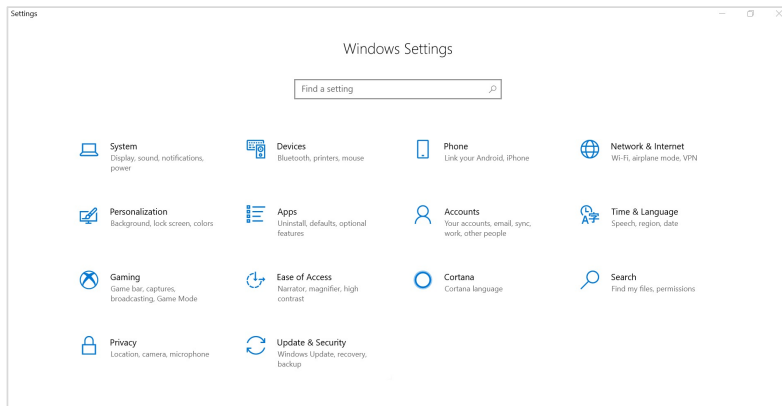 Settings
Windows Settings
Find a setting
System
Display, sound, notifications,
power
Devices
Bluetooth, printers, mouse
Phone
Link your Android, iPhone
Network & Internet
Wi-Fi, airplane mode, VPN
Personalization
Background, lock screen, colors
Apps
Uninstall, defaults, optional
features
Accounts
Your accounts, email, sync,
work, other people
Time & Language
Speech, region, date
Gaming
Game bar, captures,
broadcasting, Game Mode
Ease of Access
Narrator, magnifier, high
contrast
Cortana
Cortana language
Search
Find my files, permissions
Privacy
Location, camera, microphone
Update & Security
Windows Update, recovery,
backup